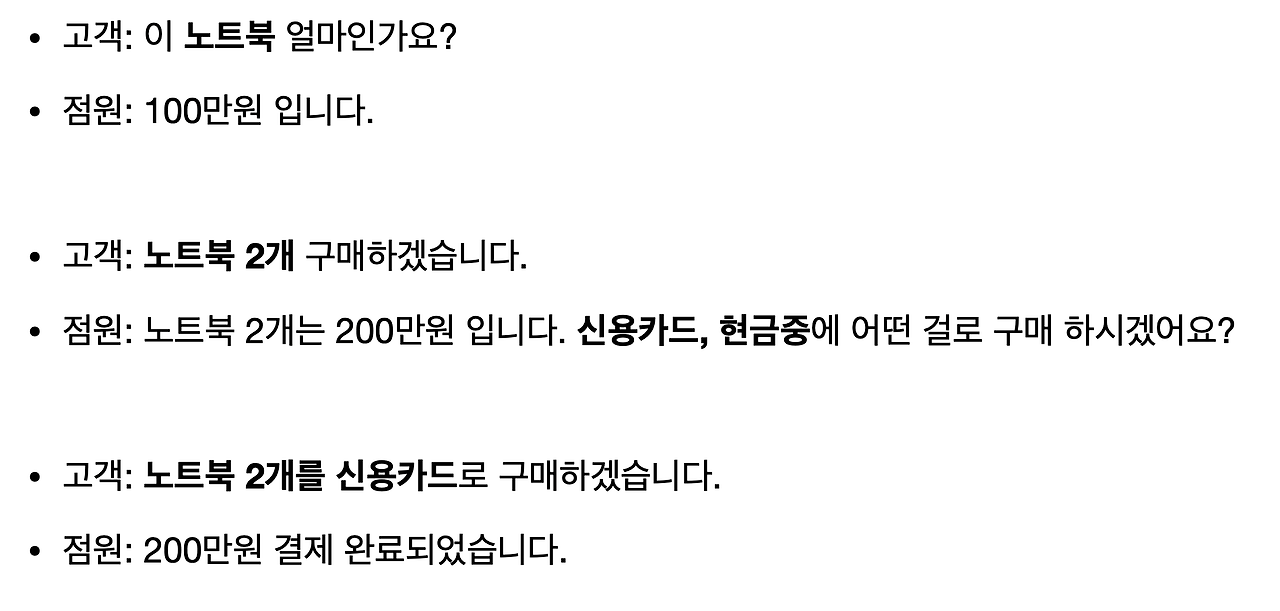 • 고객: 이 노트북 얼마인가요?
• 점원: 100만원 입니다.
• 고객: 노트북 2개 구매하겠습니다.
• 점원: 노트북 2개는 200만원 입니다. 신용카드, 현금중에 어떤 걸로 구매 하시겠어요?
• 고객: 노트북 2개를 신용카드로 구매하겠습니다.
• 점원: 200만원 결제 완료되었습니다.